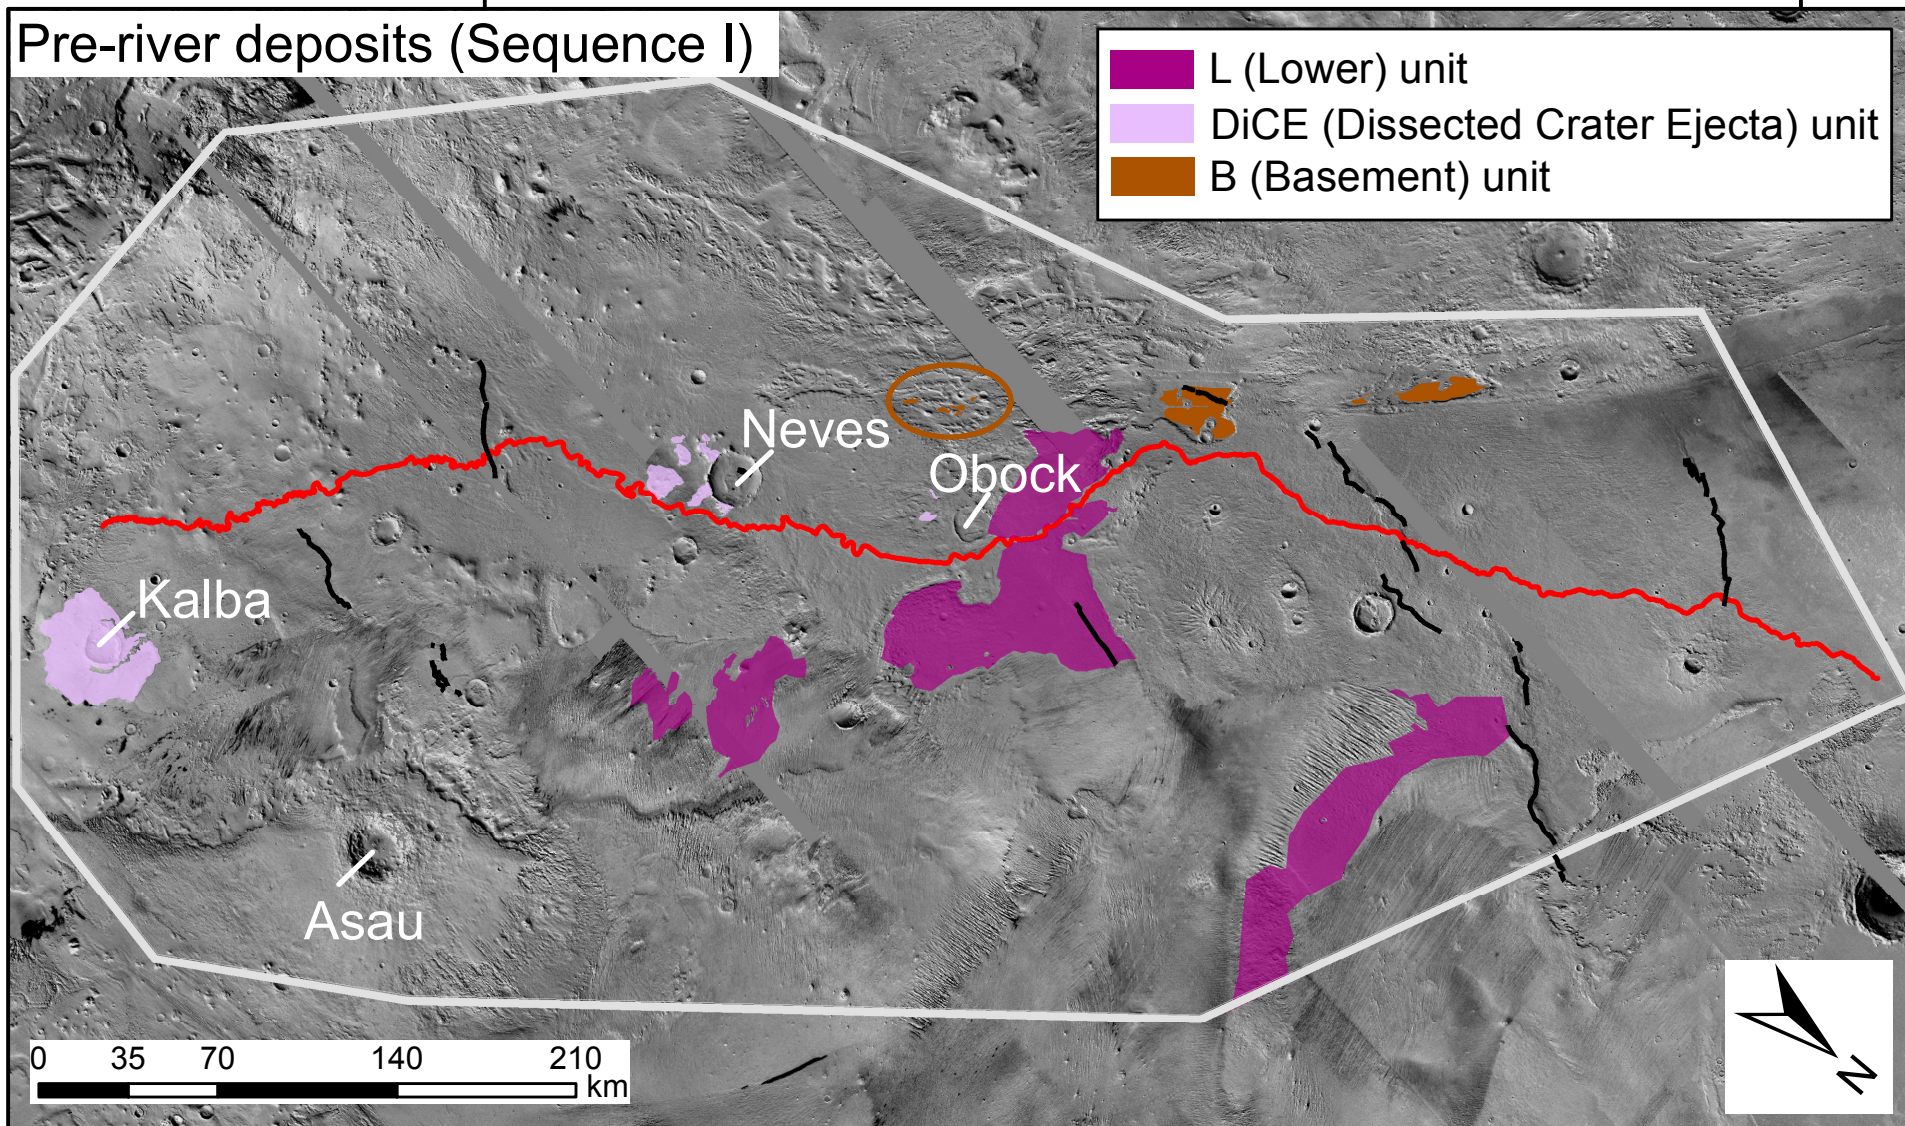 Pre-river deposits (Sequence I)
L (Lower) unit
DiCE (Dissected Crater Ejecta) unit
B (Basement) unit
Neves
Obock
Kalba
Asau
0 35 70 140 210
km
N